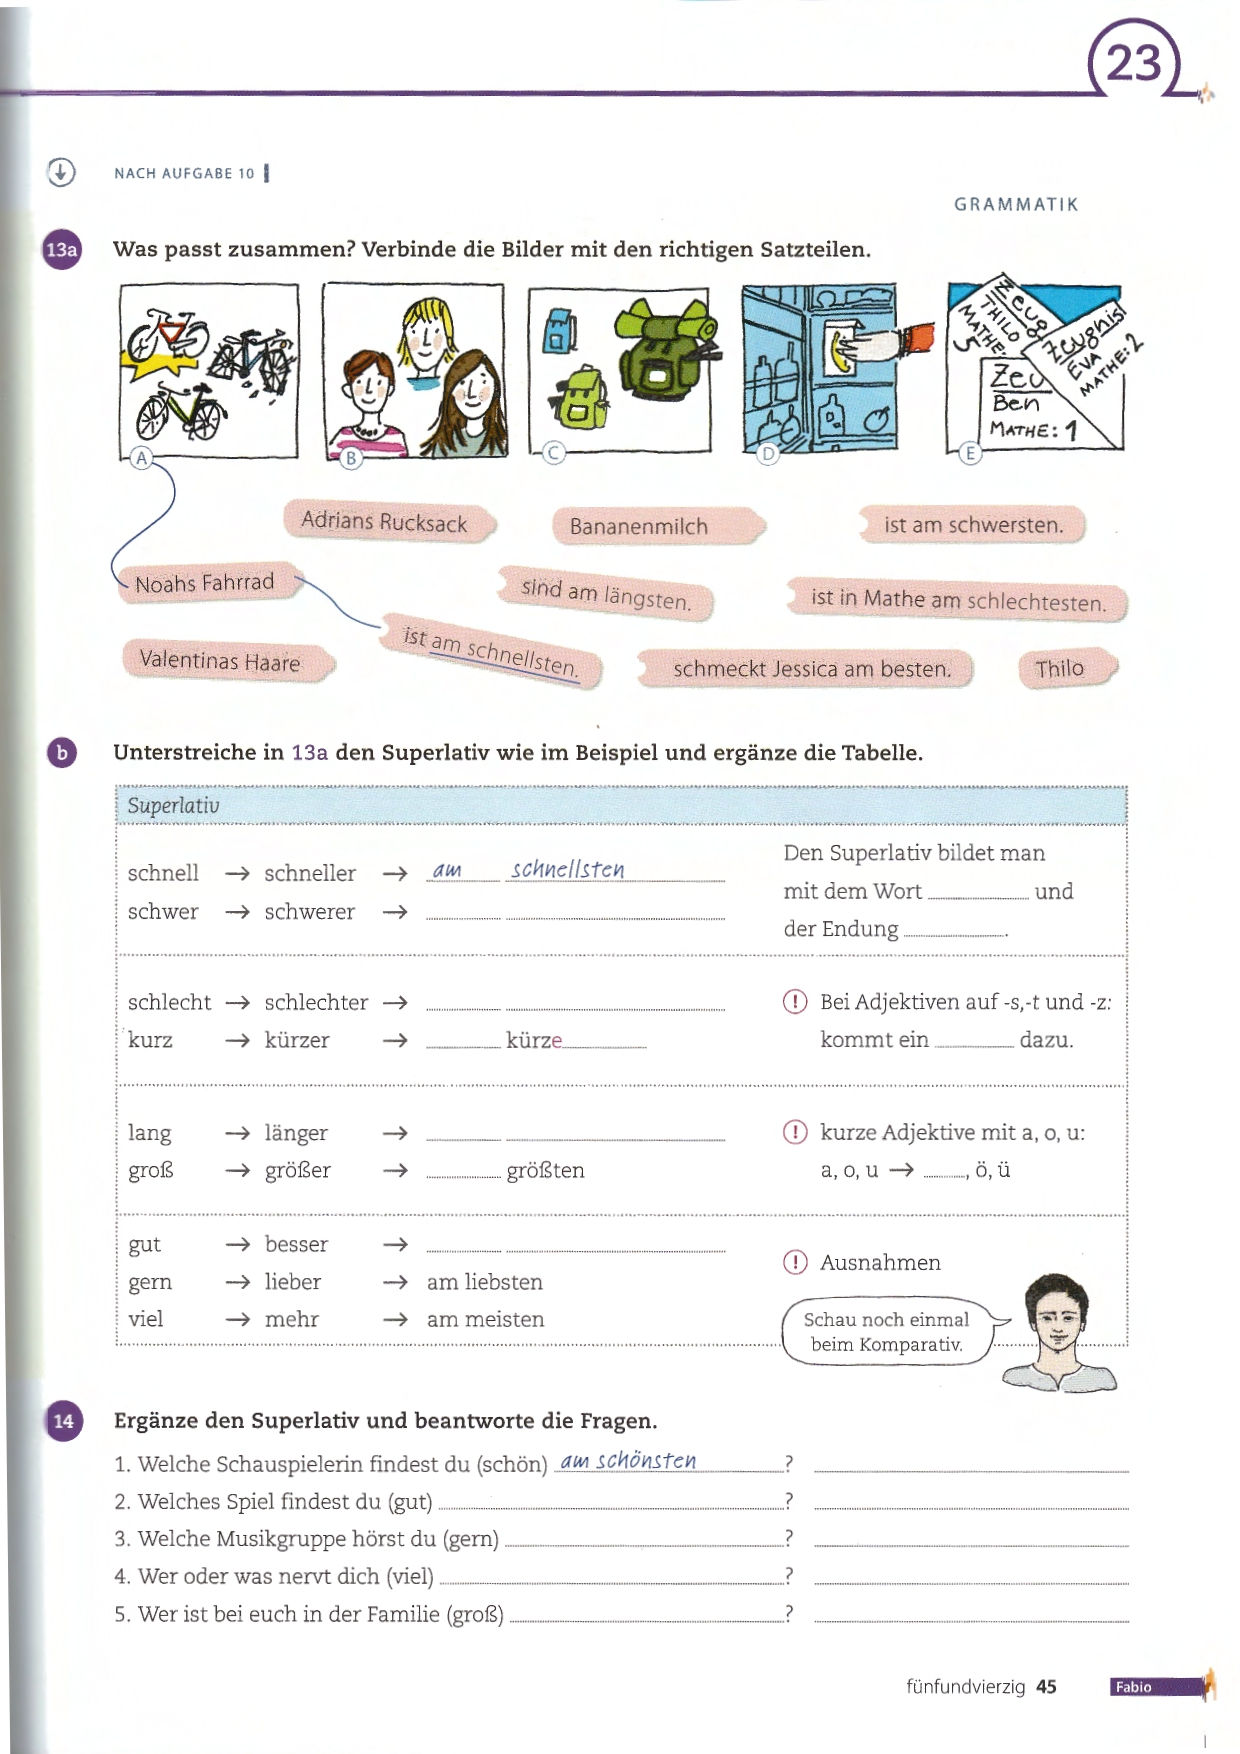 23
NACH AUFGABE 10
GRAMMATIK
13a Was passt zusammen? Verbinde die Bilder mit den richtigen Satzteilen.
Zeug
THILO
MATHE:
5
Zeugnis
EVA
MATHE: 2
Zeu
Ben
MATHE: 1
A B C D E
Adrians Rucksack Bananenmilch ist am schwersten.
Noahs Fahrrad sind am längsten. ist in Mathe am schlechtesten.
Valentinas Haare ist am schnellsten. schmeckt Jessica am besten. Thilo
b Unterstreiche in 13a den Superlativ wie im Beispiel und ergänze die Tabelle.
Superlativ
schnell → schneller → am schnellsten
schwer → schwerer →
Den Superlativ bildet man
mit dem Wort ............ und
der Endung ............ .
schlecht → schlechter →
kurz → kürzer → ............ kürze............
! Bei Adjektiven auf -s,-t und -z:
kommt ein ............ dazu.
lang → länger →
groß → größer → ............ größten
! kurze Adjektive mit a, o, u:
a, o, u → ......, ö, ü
gut → besser →
gern → lieber → am liebsten
viel → mehr → am meisten
! Ausnahmen
Schau noch einmal
beim Komparativ.
14 Ergänze den Superlativ und beantworte die Fragen.
1. Welche Schauspielerin findest du (schön) am schönsten ?
2. Welches Spiel findest du (gut) ............ ?
3. Welche Musikgruppe hörst du (gern) ............ ?
4. Wer oder was nervt dich (viel) ............ ?
5. Wer ist bei euch in der Familie (groß) ............ ?
fünfundvierzig 45 Fabio